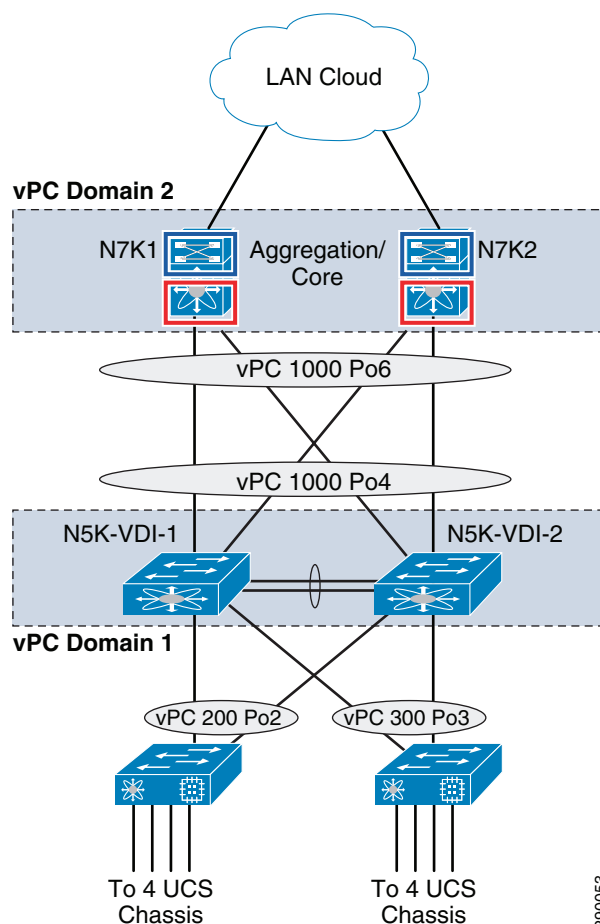 LAN Cloud
vPC Domain 2
N7K1
Aggregation/
Core
N7K2
vPC 1000 Po6
vPC 1000 Po4
N5K-VDI-1
N5K-VDI-2
vPC Domain 1
vPC 200 Po2
vPC 300 Po3
To 4 UCS
Chassis
To 4 UCS
Chassis